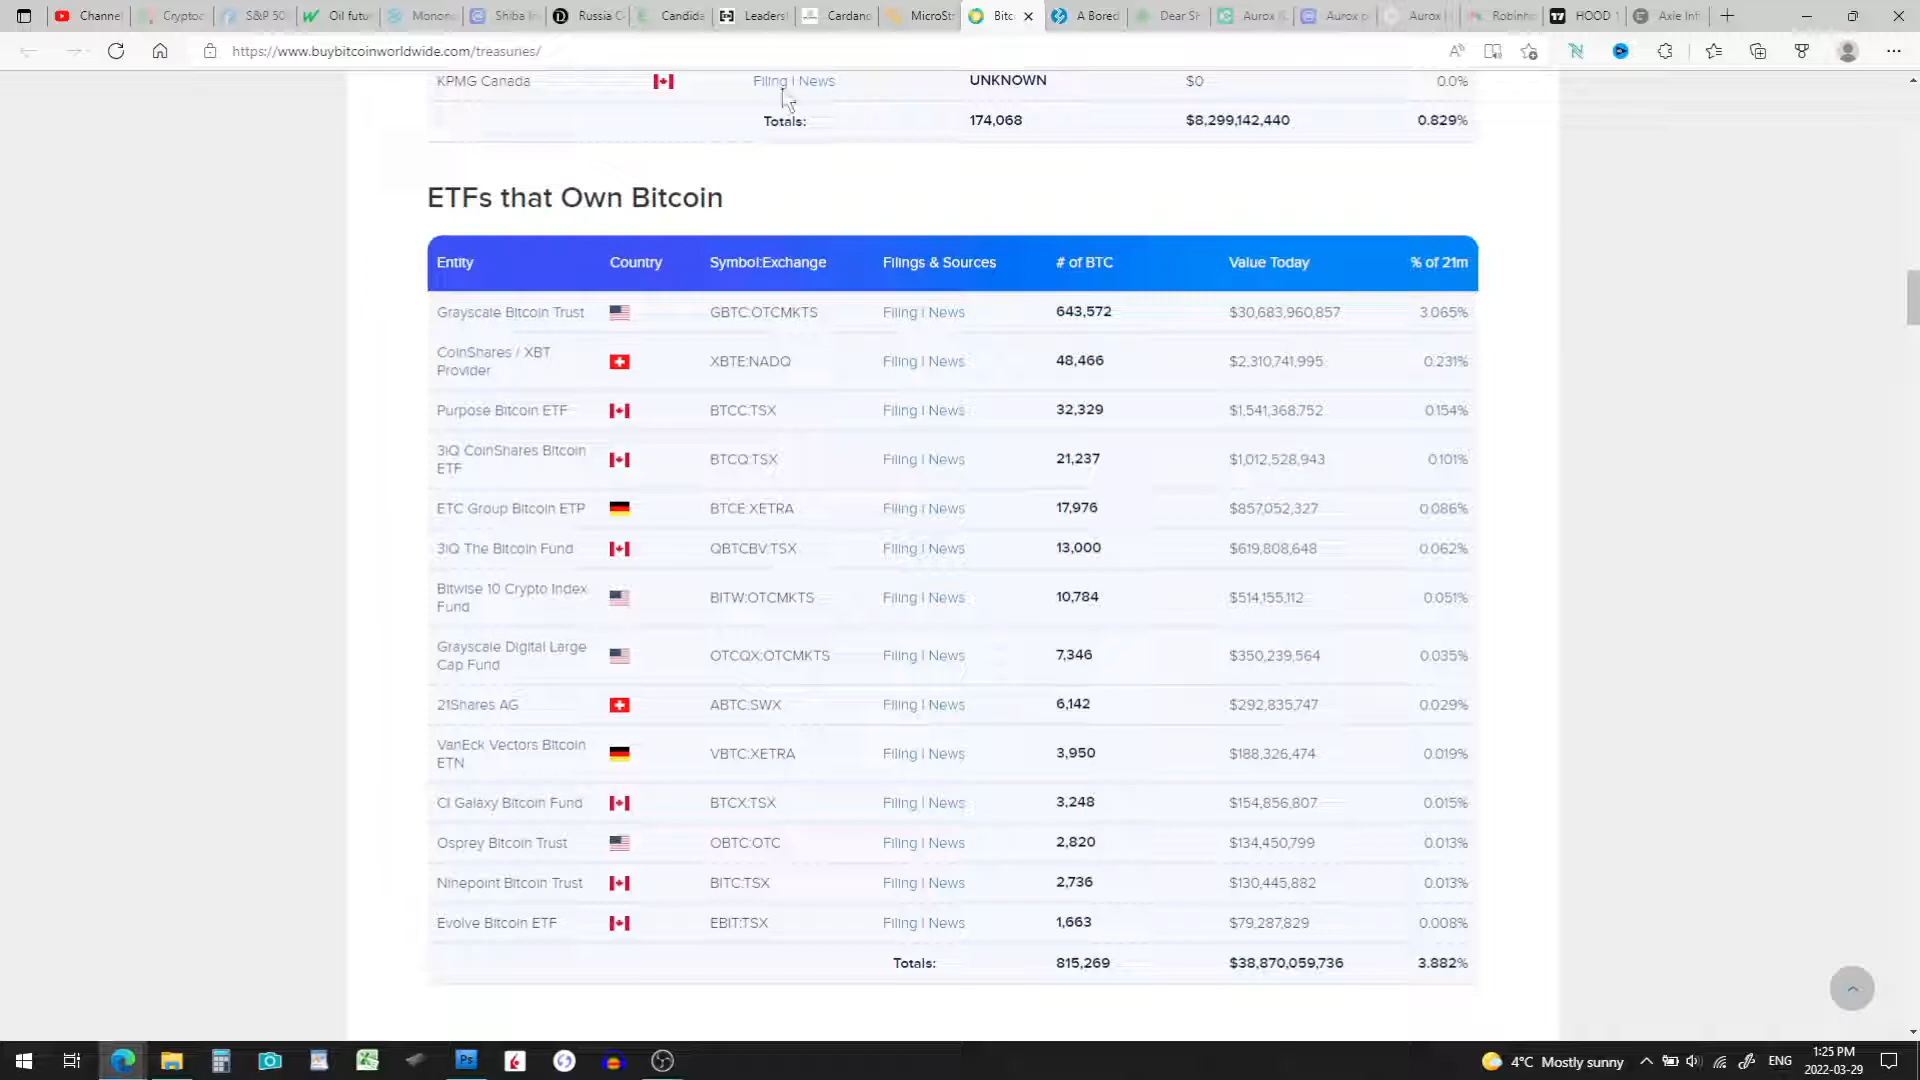 Channel
Cryptoc
S&P 50
Oil futu
Monono
Shiba In
Russia C
Candida
Leaders
Cardano
MicroStr
Bitc
A Bored
Dear Sh
Aurox
Aurox p
Aurox
Robinh
HOOD
Axie Inf
https://www.buybitcoinworldwide.com/treasuries/
KPMG Canada Filing | News UNKNOWN $0 0.0%
Totals: 174,068 $8,299,142,440 0.829%
ETFs that Own Bitcoin
Entity Country Symbol:Exchange Filings & Sources # of BTC Value Today % of 21m
Grayscale Bitcoin Trust GBTC:OTCMKTS Filing | News 643,572 $30,683,960,857 3.065%
CoinShares / XBT
Provider XBTE:NADQ Filing | News 48,466 $2,310,741,995 0.231%
Purpose Bitcoin ETF BTCC:TSX Filing | News 32,329 $1,541,368,752 0.154%
3iQ CoinShares Bitcoin
ETF BTCQ:TSX Filing | News 21,237 $1,012,528,943 0.101%
ETC Group Bitcoin ETP BTCE:XETRA Filing | News 17,976 $857,052,327 0.086%
3iQ The Bitcoin Fund QBTCBV:TSX Filing | News 13,000 $619,808,648 0.062%
Bitwise 10 Crypto Index
Fund BITW:OTCMKTS Filing | News 10,784 $514,155,112 0.051%
Grayscale Digital Large
Cap Fund OTCQX:OTCMKTS Filing | News 7,346 $350,239,564 0.035%
21Shares AG ABTC:SWX Filing | News 6,142 $292,835,747 0.029%
VanEck Vectors Bitcoin
ETN VBTC:XETRA Filing | News 3,950 $188,326,474 0.019%
CI Galaxy Bitcoin Fund BTCX:TSX Filing | News 3,248 $154,856,807 0.015%
Osprey Bitcoin Trust OBTC:OTC Filing | News 2,820 $134,450,799 0.013%
Ninepoint Bitcoin Trust BITC:TSX Filing | News 2,736 $130,445,882 0.013%
Evolve Bitcoin ETF EBIT:TSX Filing | News 1,663 $79,287,829 0.008%
Totals: 815,269 $38,870,059,736 3.882%
Ps
4°C Mostly sunny
ENG
1:25 PM
2022-03-29